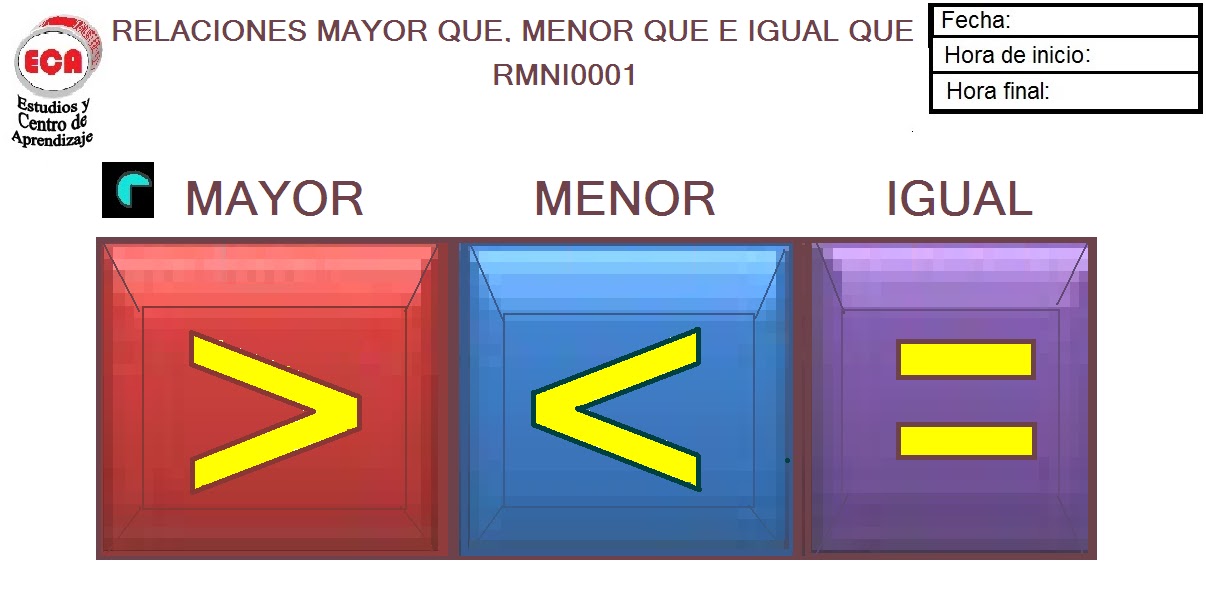 RELACIONES MAYOR QUE. MENOR QUE E IGUAL QUE
RMNI0001
Fecha:
Hora de inicio:
Hora final:
ECA
Estudios y
Centro de
Aprendizaje
MAYOR MENOR IGUAL
> < =